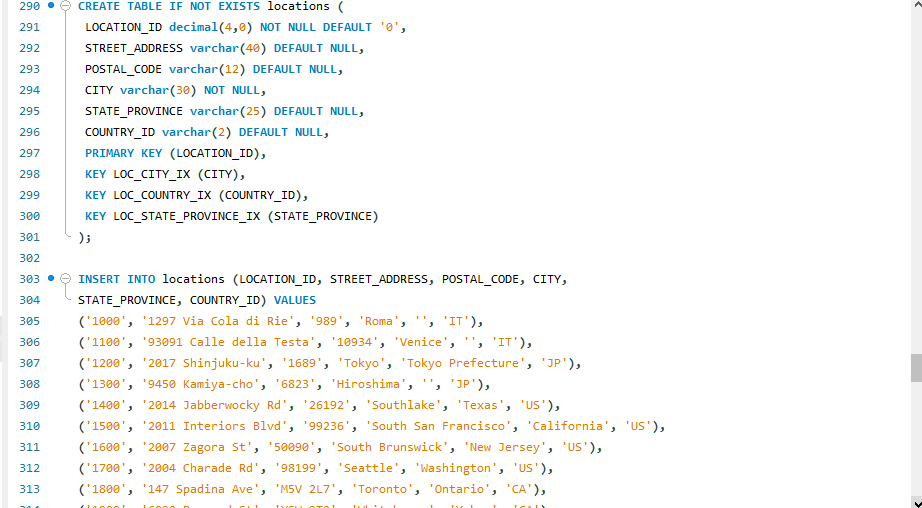 290 CREATE TABLE IF NOT EXISTS locations (
291 LOCATION_ID decimal(4,0) NOT NULL DEFAULT '0',
292 STREET_ADDRESS varchar(40) DEFAULT NULL,
293 POSTAL_CODE varchar(12) DEFAULT NULL,
294 CITY varchar(30) NOT NULL,
295 STATE_PROVINCE varchar(25) DEFAULT NULL,
296 COUNTRY_ID varchar(2) DEFAULT NULL,
297 PRIMARY KEY (LOCATION_ID),
298 KEY LOC_CITY_IX (CITY),
299 KEY LOC_COUNTRY_IX (COUNTRY_ID),
300 KEY LOC_STATE_PROVINCE_IX (STATE_PROVINCE)
301 );
302
303 INSERT INTO locations (LOCATION_ID, STREET_ADDRESS, POSTAL_CODE, CITY,
304 STATE_PROVINCE, COUNTRY_ID) VALUES
305 ('1000', '1297 Via Cola di Rie', '989', 'Roma', '', 'IT'),
306 ('1100', '93091 Calle della Testa', '10934', 'Venice', '', 'IT'),
307 ('1200', '2017 Shinjuku-ku', '1689', 'Tokyo', 'Tokyo Prefecture', 'JP'),
308 ('1300', '9450 Kamiya-cho', '6823', 'Hiroshima', '', 'JP'),
309 ('1400', '2014 Jabberwocky Rd', '26192', 'Southlake', 'Texas', 'US'),
310 ('1500', '2011 Interiors Blvd', '99236', 'South San Francisco', 'California', 'US'),
311 ('1600', '2007 Zagora St', '50090', 'South Brunswick', 'New Jersey', 'US'),
312 ('1700', '2004 Charade Rd', '98199', 'Seattle', 'Washington', 'US'),
313 ('1800', '147 Spadina Ave', 'M5V 2L7', 'Toronto', 'Ontario', 'CA'),